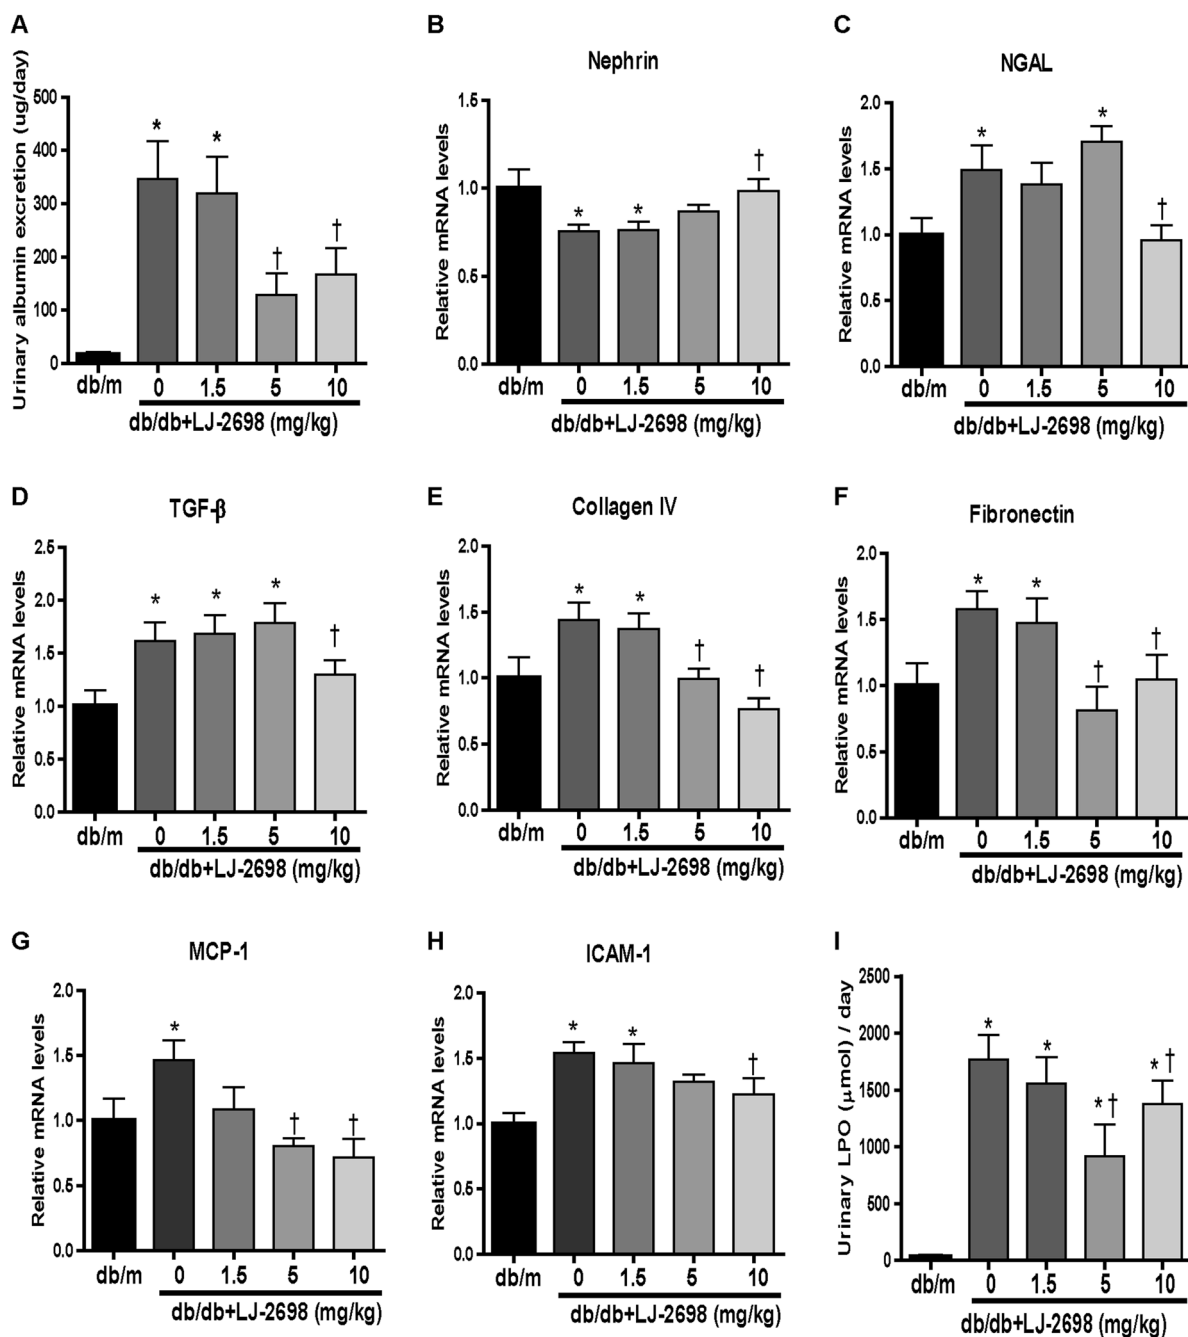 A
Urinary albumin excretion (ug/day)
500
400
300
200
100
0
* * † †
db/m 0 1.5 5 10
db/db+LJ-2698 (mg/kg)
B
Nephrin
Relative mRNA levels
1.5
1.0
0.5
0.0
* * †
db/m 0 1.5 5 10
db/db+LJ-2698 (mg/kg)
C
NGAL
Relative mRNA levels
2.0
1.5
1.0
0.5
0.0
* * †
db/m 0 1.5 5 10
db/db+LJ-2698 (mg/kg)
D
TGF-β
Relative mRNA levels
2.5
2.0
1.5
1.0
0.5
0.0
* * * †
db/m 0 1.5 5 10
db/db+LJ-2698 (mg/kg)
E
Collagen IV
Relative mRNA levels
2.0
1.5
1.0
0.5
0.0
* * † †
db/m 0 1.5 5 10
db/db+LJ-2698 (mg/kg)
F
Fibronectin
Relative mRNA levels
2.0
1.5
1.0
0.5
0.0
* * † †
db/m 0 1.5 5 10
db/db+LJ-2698 (mg/kg)
G
MCP-1
Relative mRNA levels
2.0
1.5
1.0
0.5
0.0
* † †
db/m 0 1.5 5 10
db/db+LJ-2698 (mg/kg)
H
ICAM-1
Relative mRNA levels
2.0
1.5
1.0
0.5
0.0
* * †
db/m 0 1.5 5 10
db/db+LJ-2698 (mg/kg)
I
Urinary LPO (μmol) / day
2500
2000
1500
1000
500
0
* * *† *†
db/m 0 1.5 5 10
db/db+LJ-2698 (mg/kg)